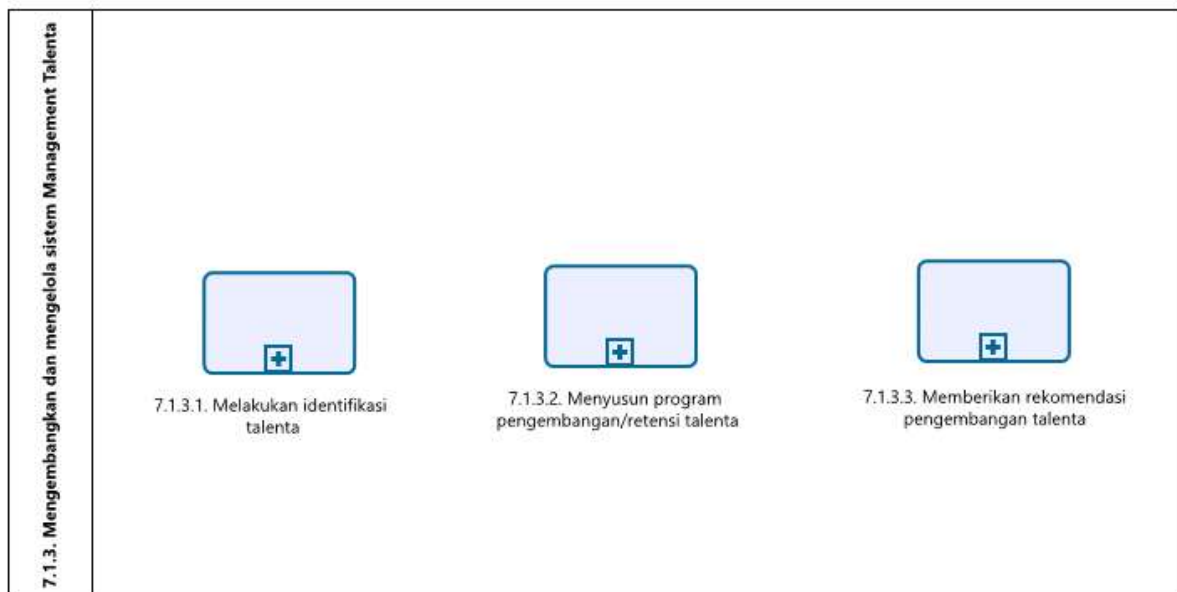 7.1.3. Mengembangkan dan mengelola sistem Management Talenta
7.1.3.1. Melakukan identifikasi
talenta
7.1.3.2. Menyusun program
pengembangan/retensi talenta
7.1.3.3. Memberikan rekomendasi
pengembangan talenta